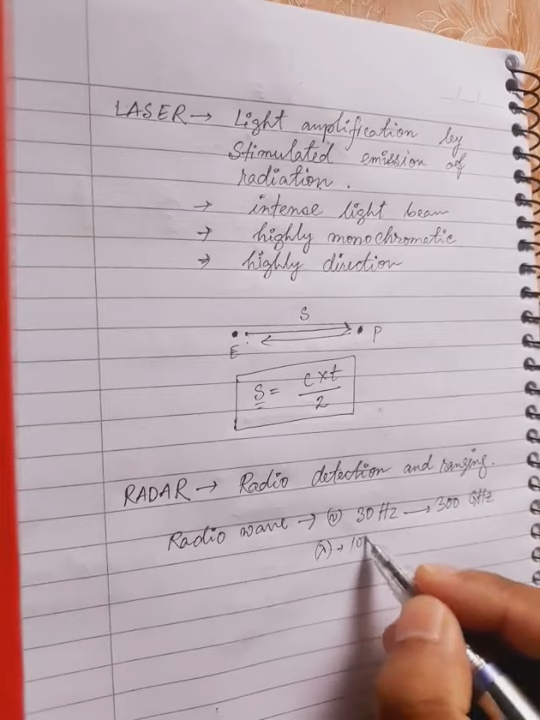 LASER → Light amplification by
Stimulated emission of
radiation.
→ intense light beam
→ highly monochromatic
→ highly direction
S
E P
S = c×t/2
RADAR → Radio detection and ranging.
Radio wave → (ν) 30 Hz → 300 GHz
(λ) → 10